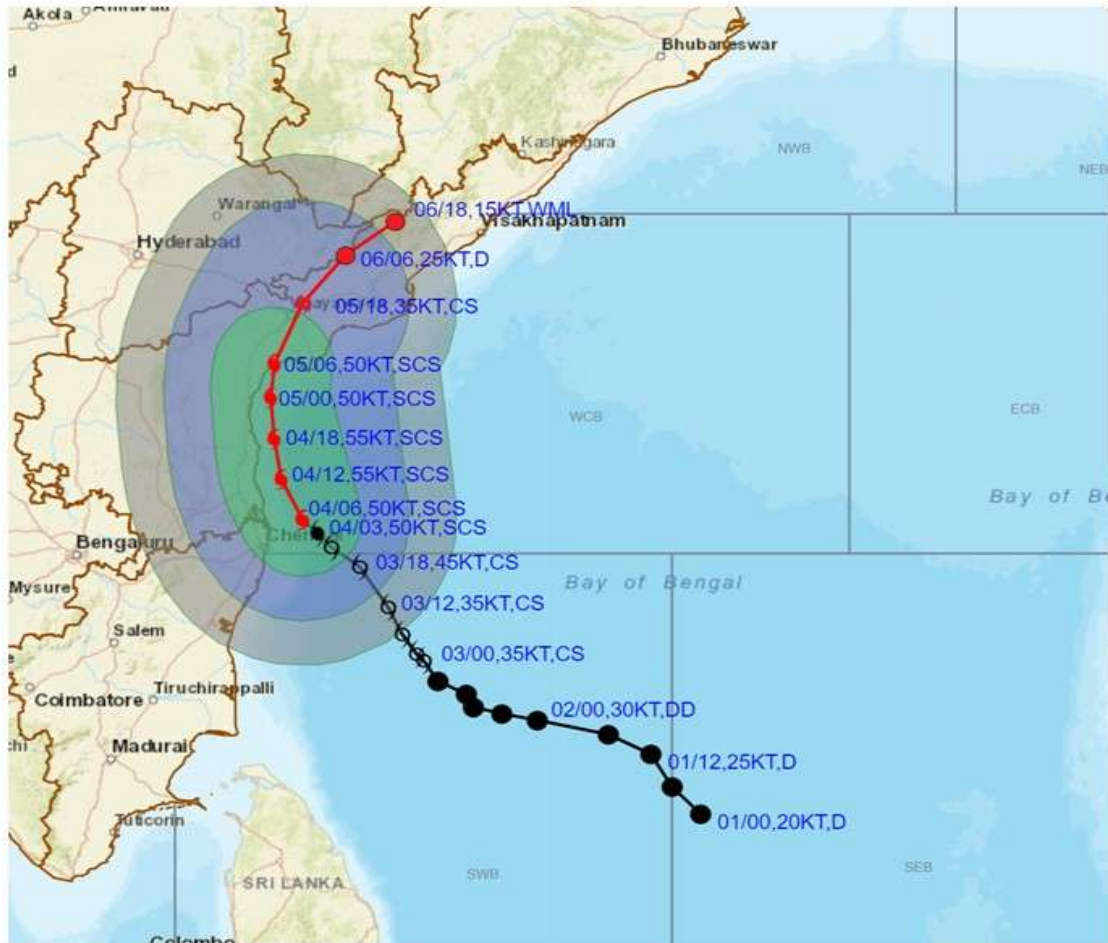 Akola
Amravati
Bhubaneswar
d
Kashinagara
NWB
NEB
Warangal
06/18,15KT,WML
Visakhapatnam
Hyderabad
06/06,25KT,D
05/18,35KT,CS
05/06,50KT,SCS
05/00,50KT,SCS
WCB
ECB
04/18,55KT,SCS
04/12,55KT,SCS
Bay of Be
04/06,50KT,SCS
04/03,50KT,SCS
Bengaluru
03/18,45KT,CS
Bay of Bengal
Mysure
03/12,35KT,CS
Salem
03/00,35KT,CS
Coimbatore
Tiruchirappalli
02/00,30KT,DD
chi
Madurai
01/12,25KT,D
Tuticorin
01/00,20KT,D
SWB
SEB
SRI LANKA
Colombo